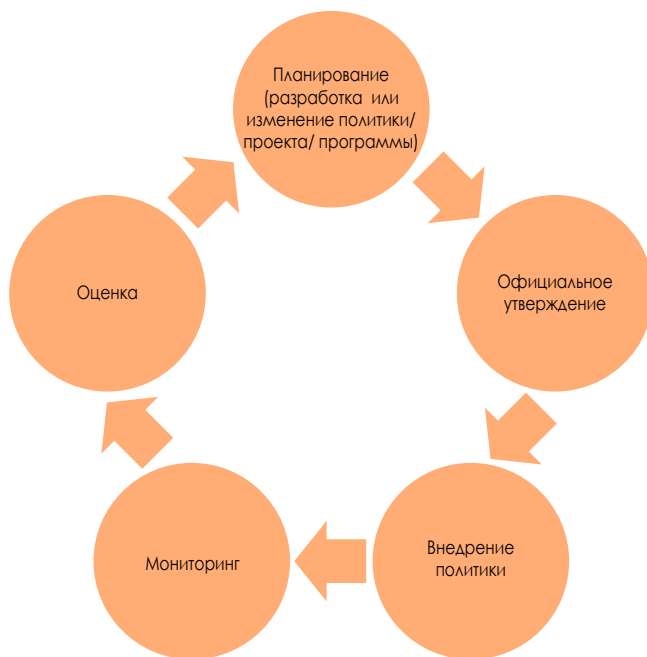 Планирование
(разработка или
изменение политики/
проекта/ программы)
Официальное
утверждение
Внедрение
политики
Мониторинг
Оценка